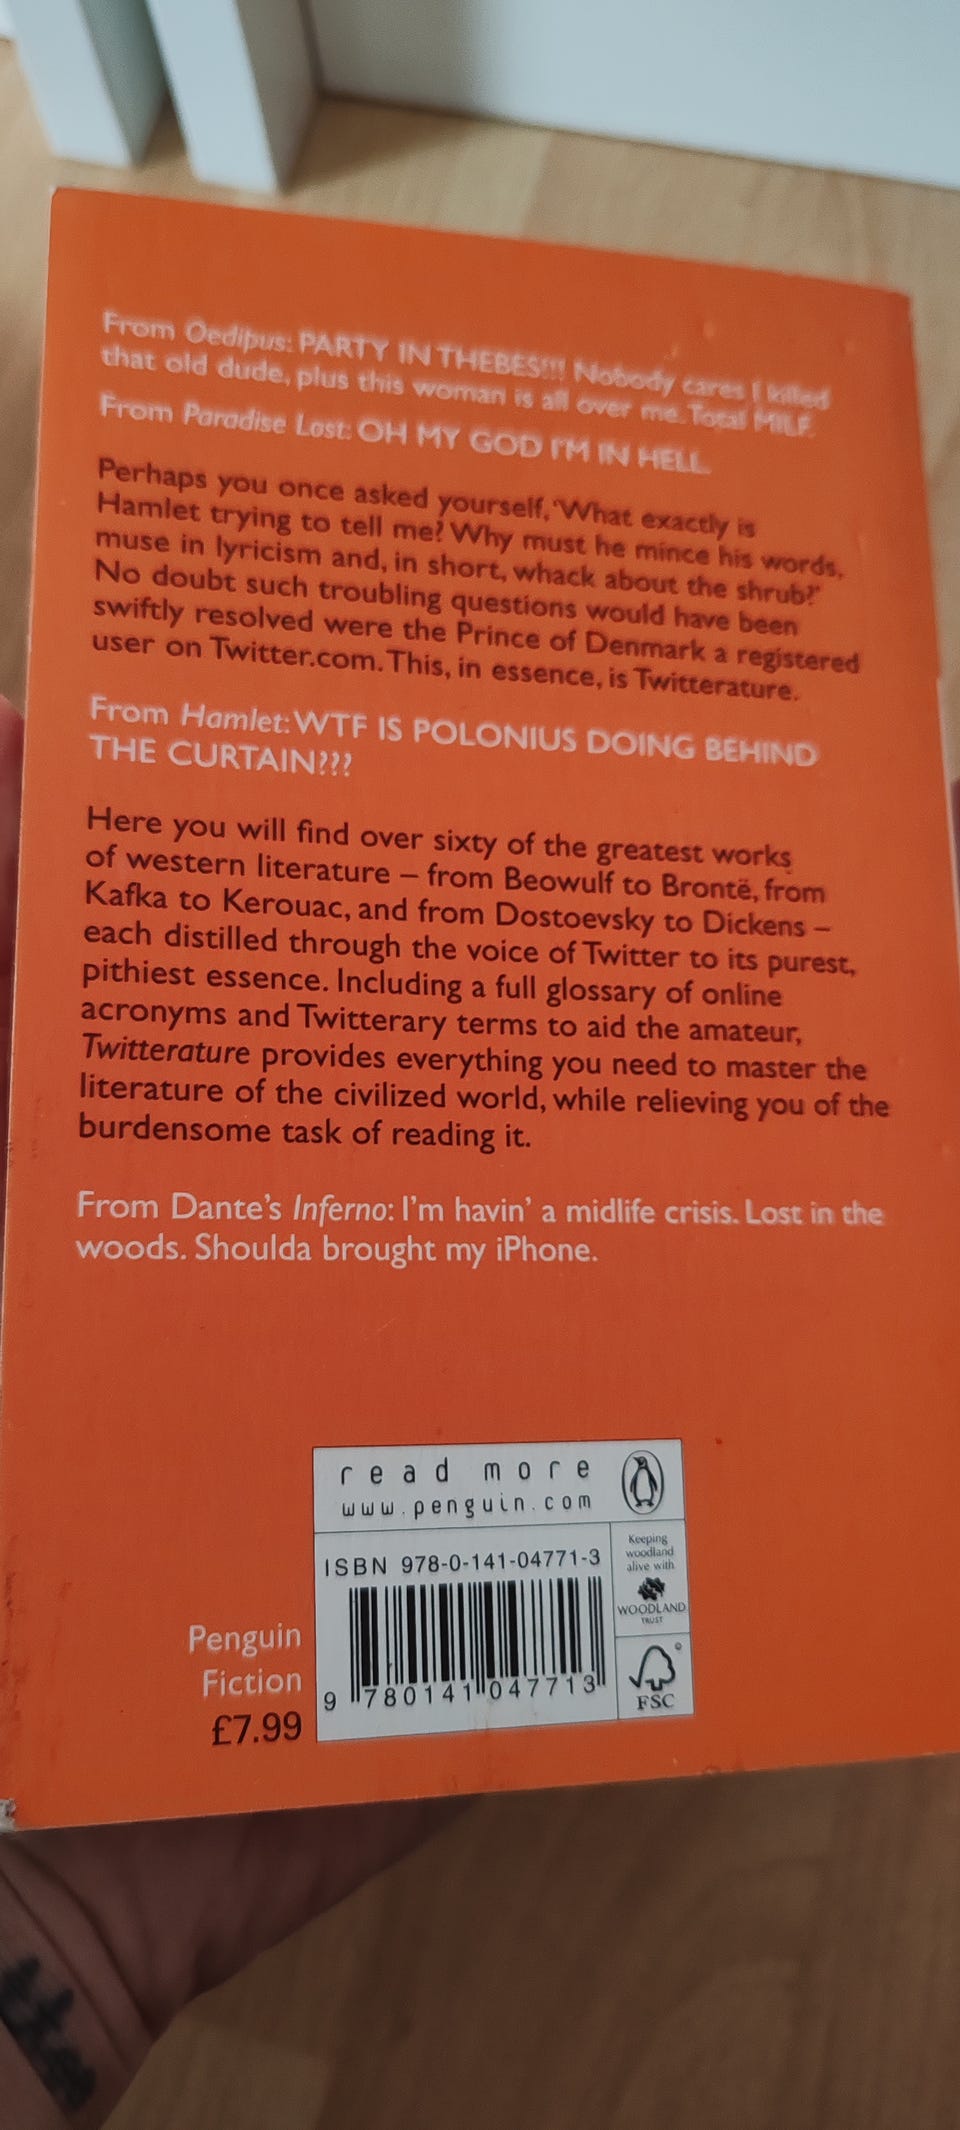 From Oedipus: PARTY IN THEBES!!! Nobody cares I killed
that old dude, plus this woman is all over me. Total MILF.
From Paradise Lost: OH MY GOD I'M IN HELL.
Perhaps you once asked yourself, 'What exactly is
Hamlet trying to tell me? Why must he mince his words,
muse in lyricism and, in short, whack about the shrub?'
No doubt such troubling questions would have been
swiftly resolved were the Prince of Denmark a registered
user on Twitter.com. This, in essence, is Twitterature.
From Hamlet: WTF IS POLONIUS DOING BEHIND
THE CURTAIN???
Here you will find over sixty of the greatest works
of western literature – from Beowulf to Brontë, from
Kafka to Kerouac, and from Dostoevsky to Dickens –
each distilled through the voice of Twitter to its purest,
pithiest essence. Including a full glossary of online
acronyms and Twitterary terms to aid the amateur,
Twitterature provides everything you need to master the
literature of the civilized world, while relieving you of the
burdensome task of reading it.
From Dante's Inferno: I'm havin' a midlife crisis. Lost in the
woods. Shoulda brought my iPhone.
read more
www.penguin.com
ISBN 978-0-141-04771-3
9 780141 047713
Keeping
woodland
alive with
WOODLAND
TRUST
FSC
Penguin
Fiction
£7.99